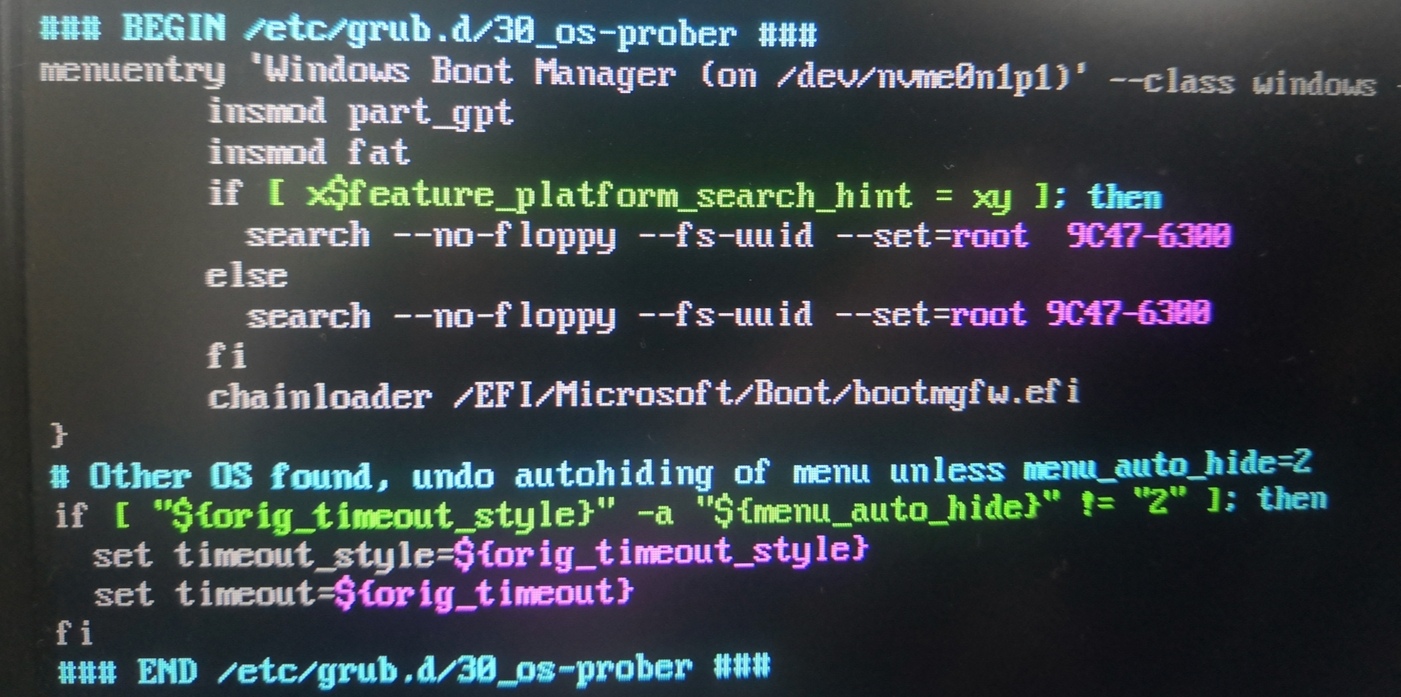 ### BEGIN /etc/grub.d/30_os-prober ###
menuentry 'Windows Boot Manager (on /dev/nvme0n1p1)' --class windows -
insmod part_gpt
insmod fat
if [ x$feature_platform_search_hint = xy ]; then
search --no-floppy --fs-uuid --set=root  9C47-6300
else
search --no-floppy --fs-uuid --set=root 9C47-6300
fi
chainloader /EFI/Microsoft/Boot/bootmgfw.efi
}
# Other OS found, undo autohiding of menu unless menu_auto_hide=2
if [ "${orig_timeout_style}" -a "${menu_auto_hide}" != "2" ]; then
set timeout_style=${orig_timeout_style}
set timeout=${orig_timeout}
fi
### END /etc/grub.d/30_os-prober ###